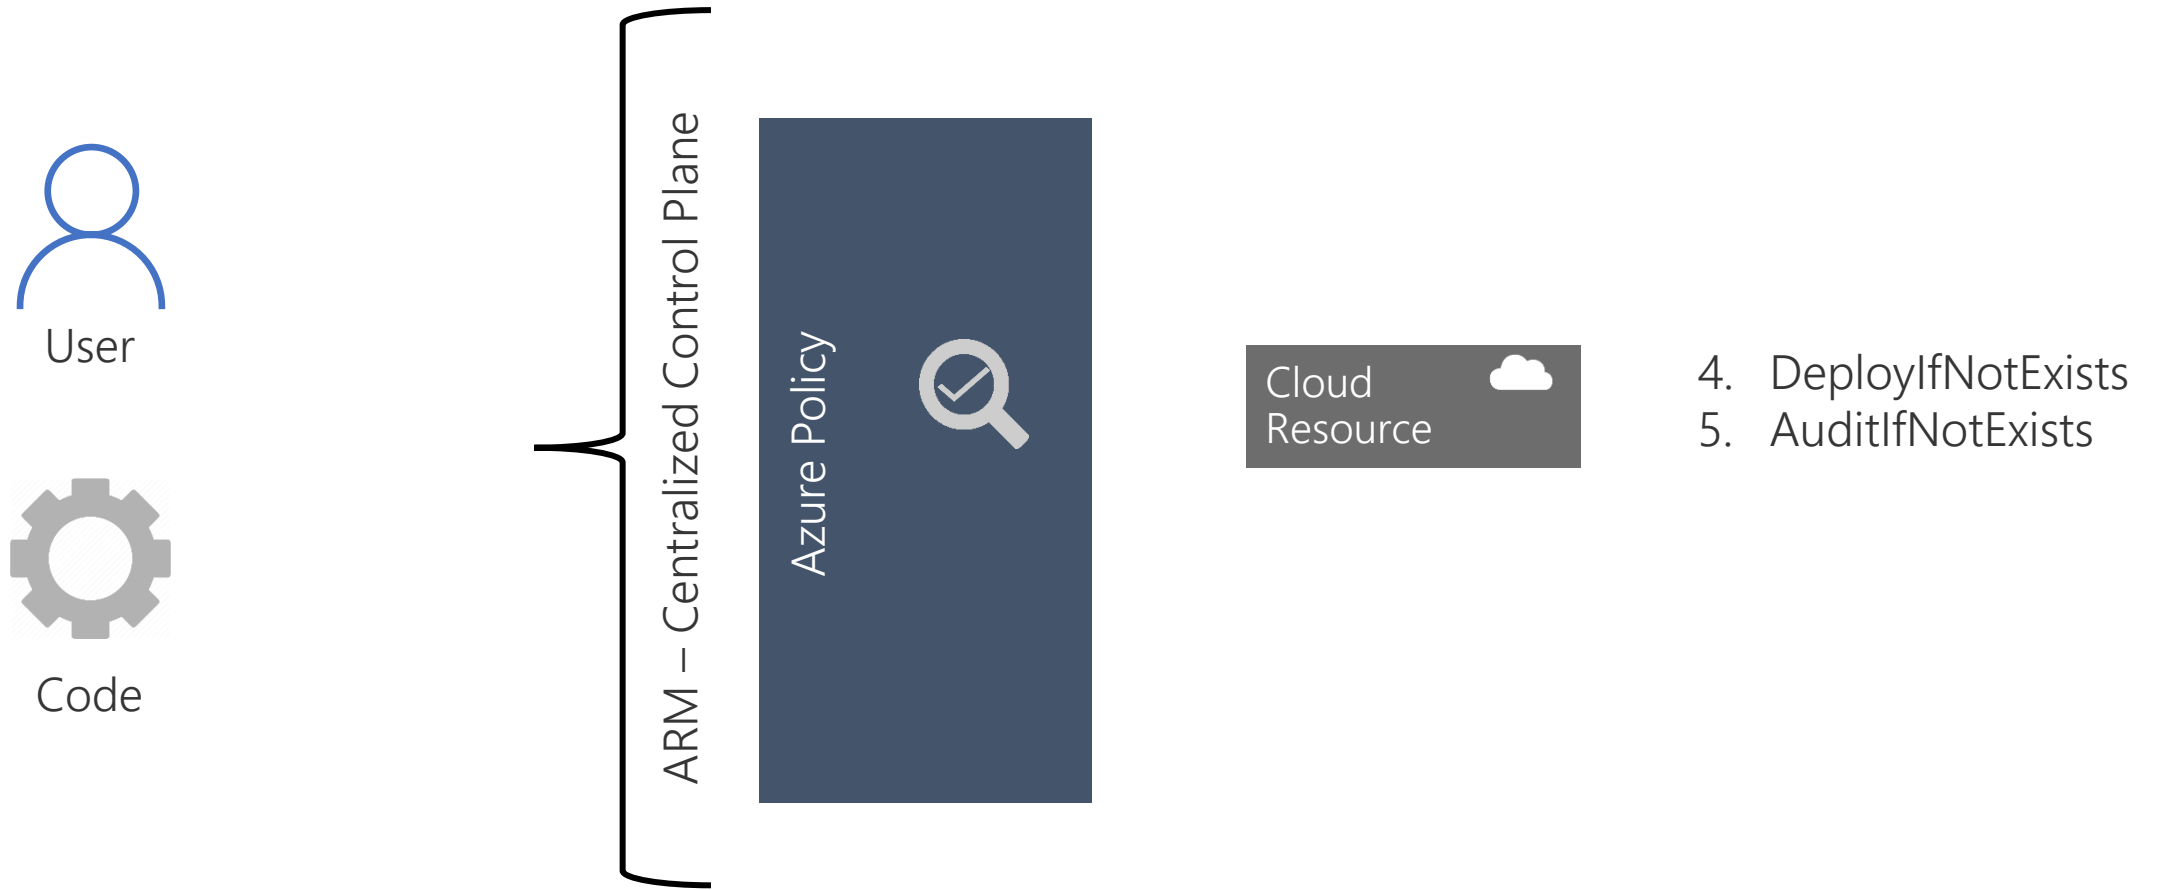 User
Code
ARM – Centralized Control Plane
Azure Policy
Cloud
Resource
4. DeployIfNotExists
5. AuditIfNotExists